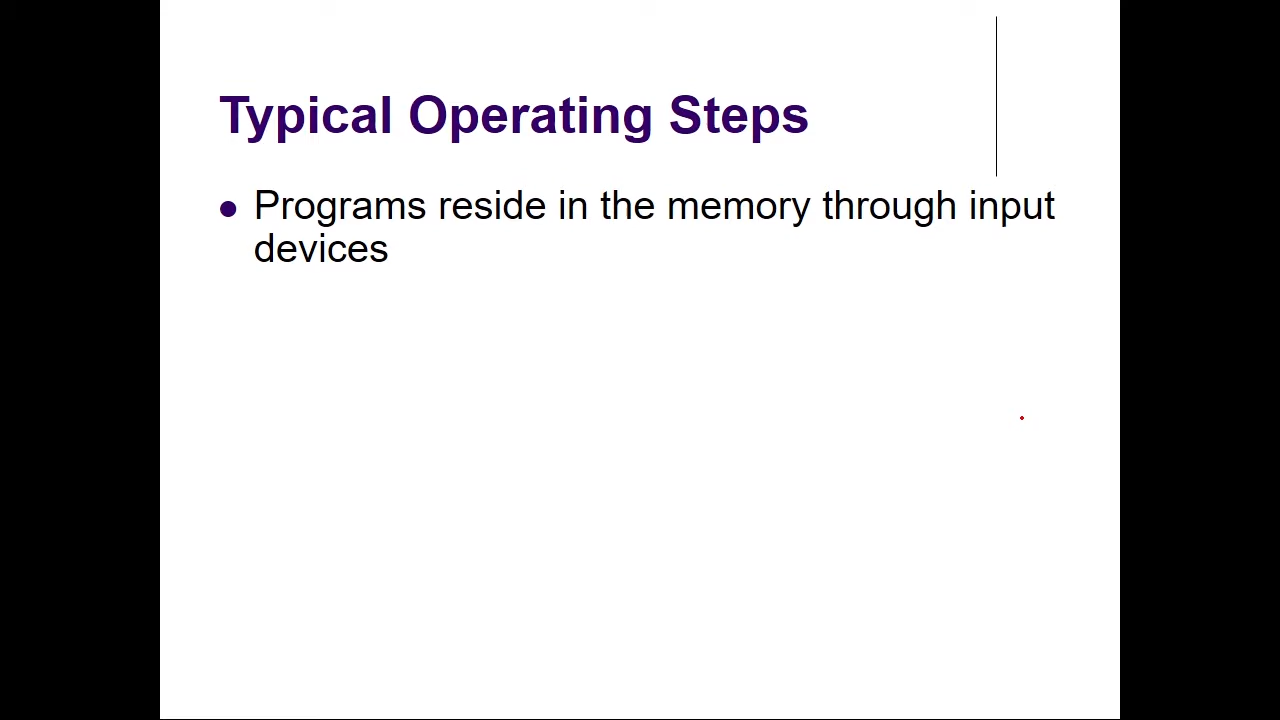 Typical Operating Steps
Programs reside in the memory through input
devices